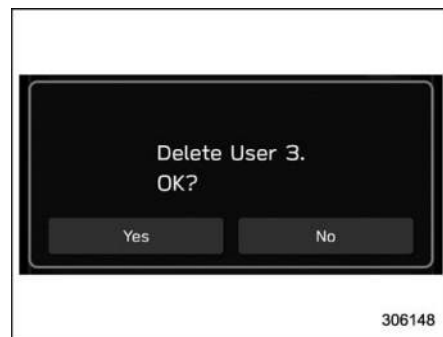 Delete User 3.
OK?
Yes
No
306148